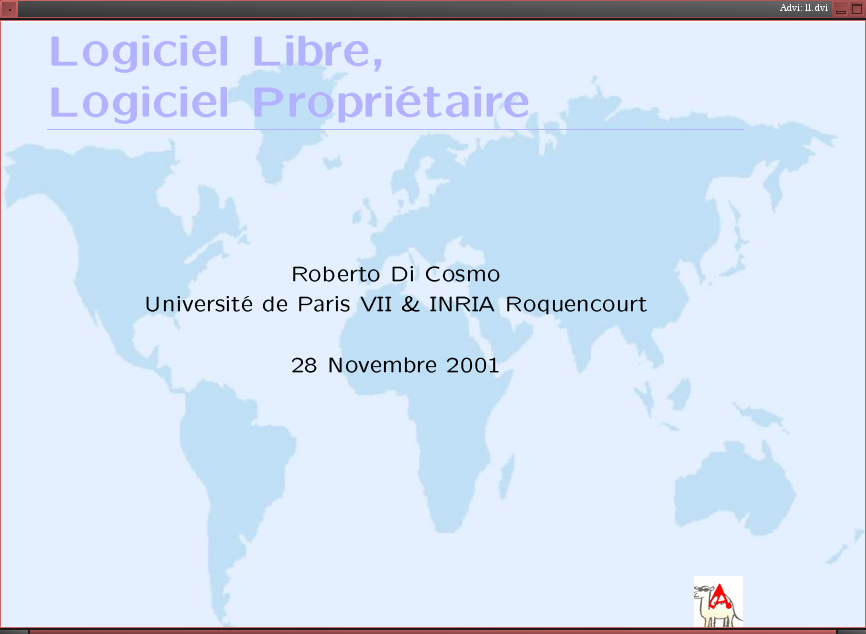 Advi: ll.dvi
Logiciel Libre,
Logiciel Propriétaire
Roberto Di Cosmo
Université de Paris VII & INRIA Roquencourt
28 Novembre 2001
A